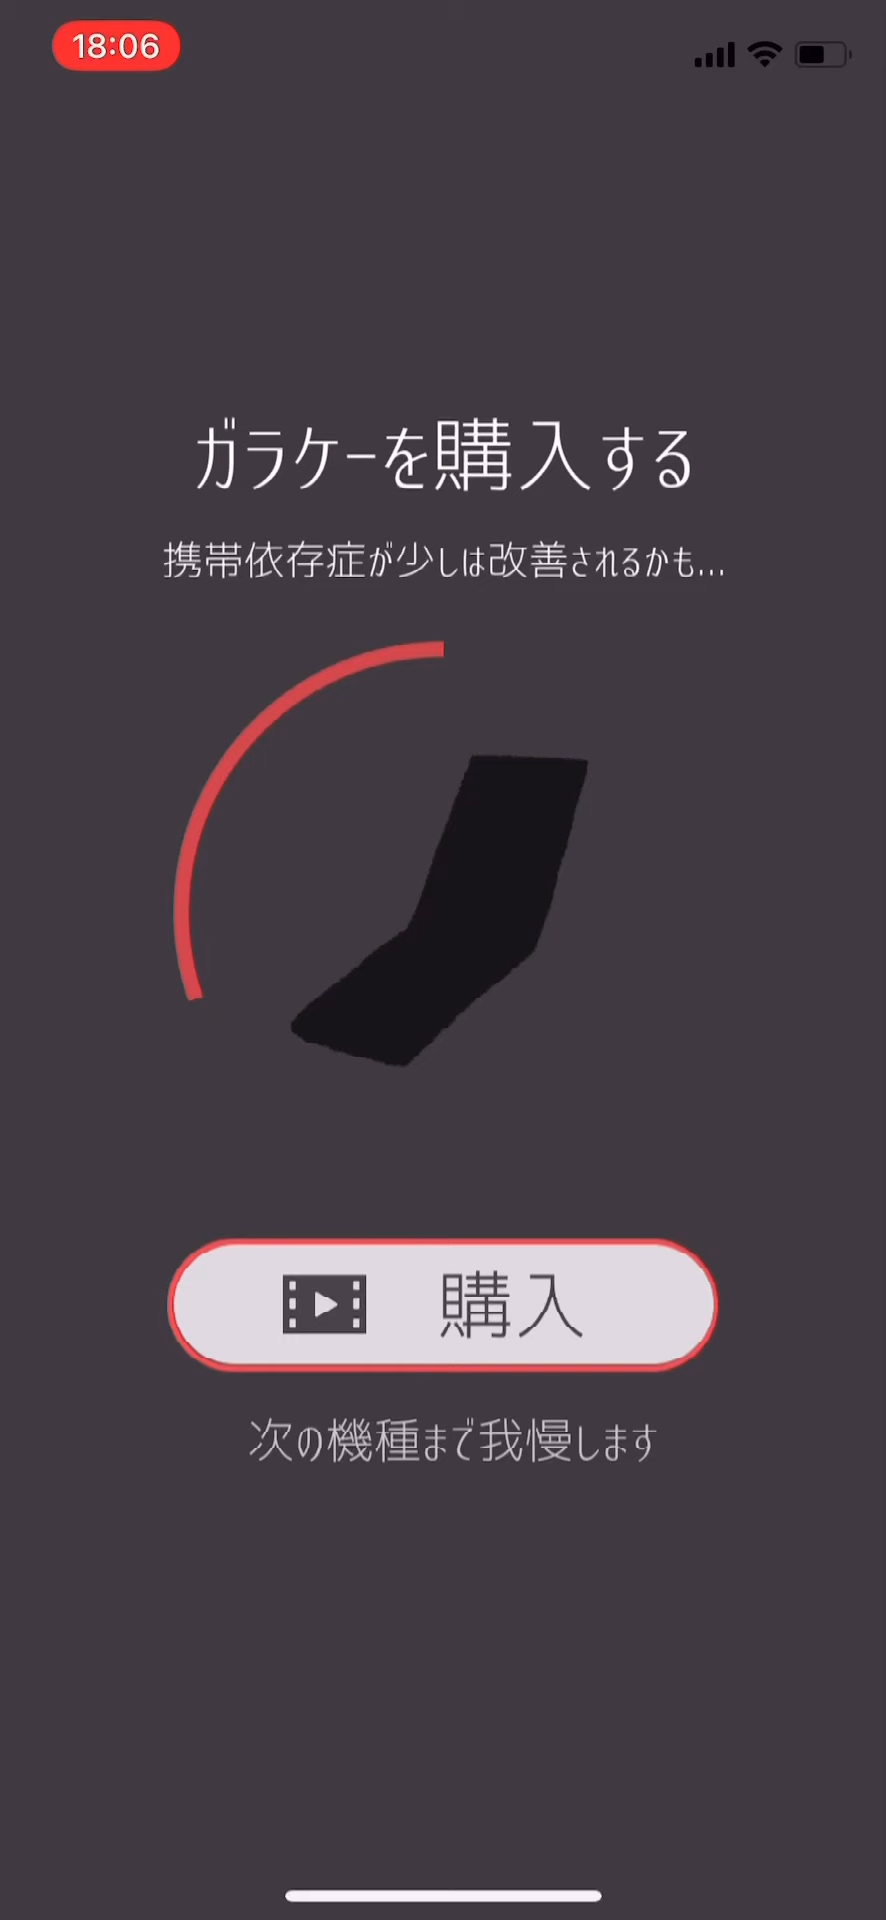 18:06
ガラケーを購入する
携帯依存症が少しは改善されるかも...
購入
次の機種まで我慢します